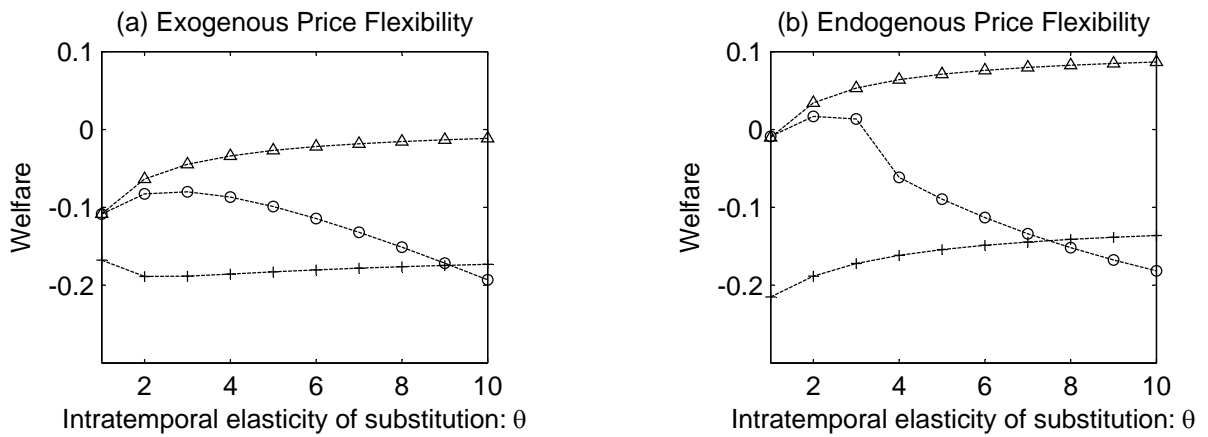 (a) Exogenous Price Flexibility
0.1
0
-0.1
-0.2
Welfare
2 4 6 8 10
Intratemporal elasticity of substitution: θ
(b) Endogenous Price Flexibility
0.1
0
-0.1
-0.2
Welfare
2 4 6 8 10
Intratemporal elasticity of substitution: θ